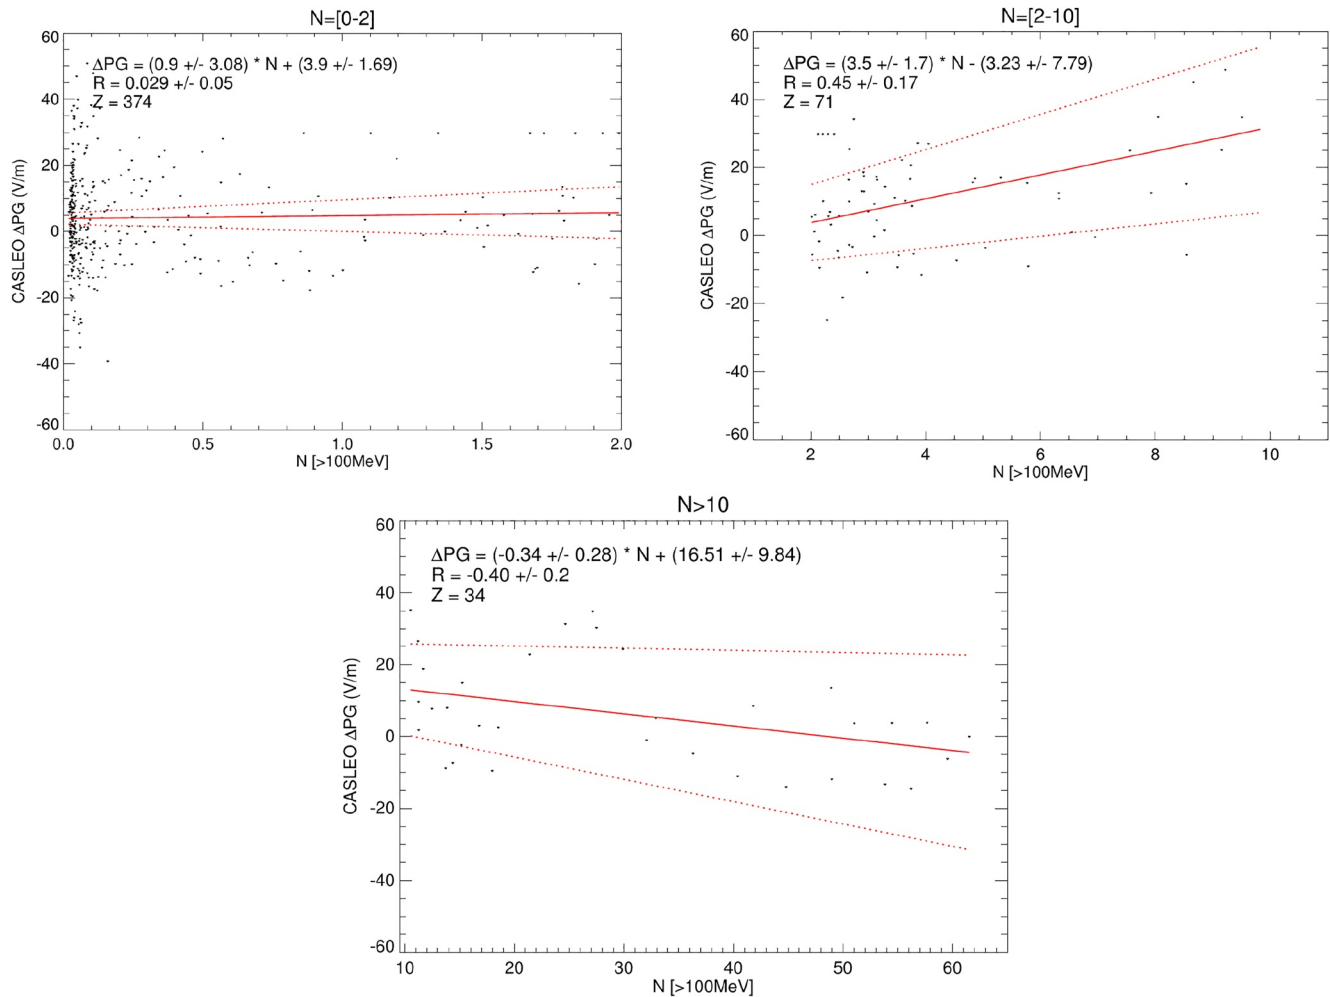 N=[0-2]
60
40
20
0
-20
-40
-60
CASLEO ΔPG (V/m)
ΔPG = (0.9 +/- 3.08) * N + (3.9 +/- 1.69)
R = 0.029 +/- 0.05
Z = 374
0.0 0.5 1.0 1.5 2.0
N [>100MeV]
N=[2-10]
60
40
20
0
-20
-40
-60
CASLEO ΔPG (V/m)
ΔPG = (3.5 +/- 1.7) * N - (3.23 +/- 7.79)
R = 0.45 +/- 0.17
Z = 71
2 4 6 8 10
N [>100MeV]
N>10
60
40
20
0
-20
-40
-60
CASLEO ΔPG (V/m)
ΔPG = (-0.34 +/- 0.28) * N + (16.51 +/- 9.84)
R = -0.40 +/- 0.2
Z = 34
10 20 30 40 50 60
N [>100MeV]